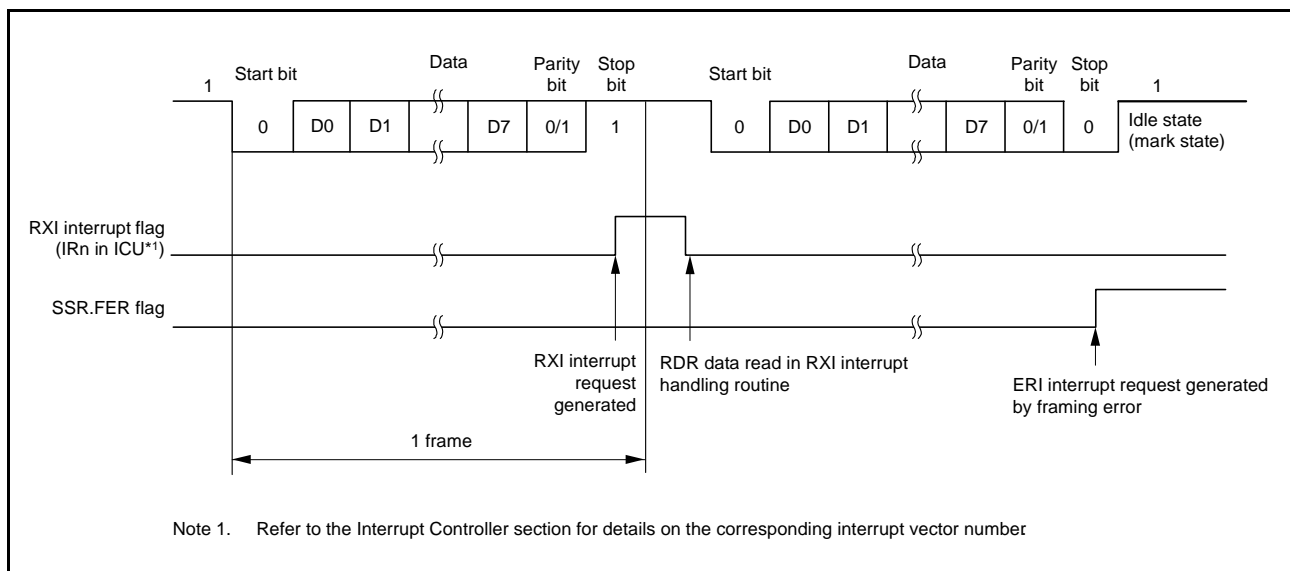 1
Start bit
Data
Parity
bit
Stop
bit
Start bit
Data
Parity
bit
Stop
bit
1
0
D0
D1
D7
0/1
1
0
D0
D1
D7
0/1
0
Idle state
(mark state)
RXI interrupt flag
(IRn in ICU*1)
SSR.FER flag
RXI interrupt
request
generated
RDR data read in RXI interrupt
handling routine
ERI interrupt request generated
by framing error
1 frame
Note 1. Refer to the Interrupt Controller section for details on the corresponding interrupt vector number.